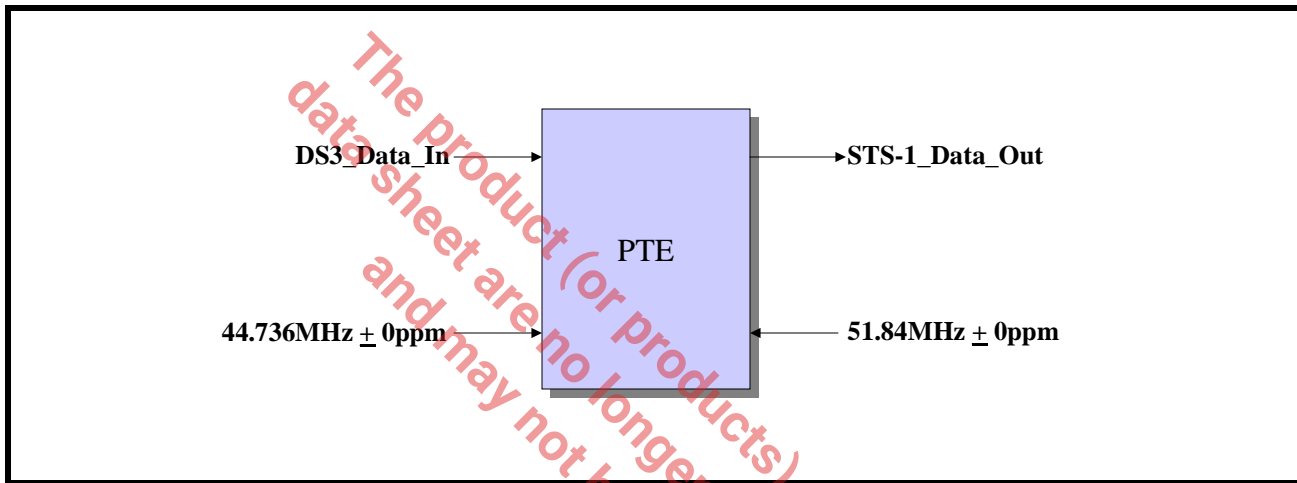 The product (or products)
data sheet are no longer
and may not b
DS3_Data_In
STS-1_Data_Out
PTE
44.736MHz ± 0ppm
51.84MHz ± 0ppm